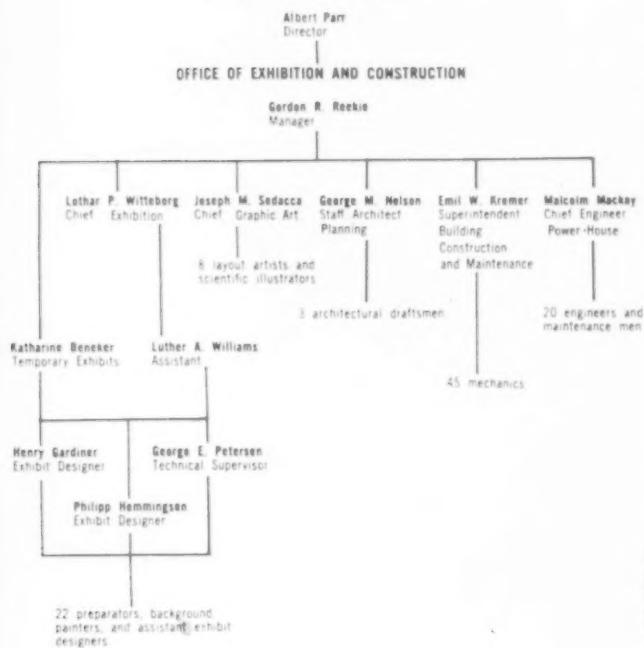 Albert Parr
Director
OFFICE OF EXHIBITION AND CONSTRUCTION
Gordon R. Reekie
Manager
Lothar P. Witteborg
Chief Exhibition
Joseph M. Sedacca
Chief Graphic Art
George M. Nelson
Staff Architect
Planning
Emil W. Kremer
Superintendent
Building
Construction
and Maintenance
Malcolm Mackay
Chief Engineer
Power-House
8 layout artists and
scientific illustrators
3 architectural draftsmen
20 engineers and
maintenance men
Katharine Beneker
Temporary Exhibits
Luther A. Williams
Assistant
45 mechanics
Henry Gardiner
Exhibit Designer
George E. Petersen
Technical Supervisor
Philipp Hemmingsen
Exhibit Designer
22 preparators, background
painters, and assistant exhibit
designers